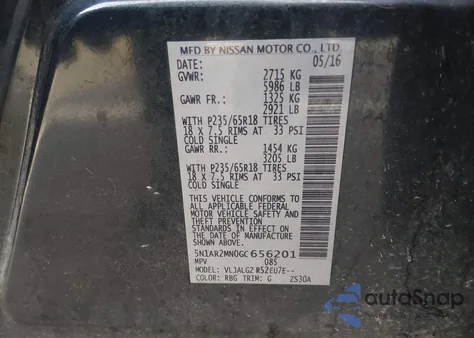 MFD BY NISSAN MOTOR CO., LTD.
DATE: 05/16
GVWR: 2715 KG
5986 LB
GAWR FR.: 1325 KG
2921 LB
WITH P235/65R18 TIRES
18 X 7.5 RIMS AT 33 PSI
COLD SINGLE
GAWR RR.: 1454 KG
3205 LB
WITH P235/65R18 TIRES
18 X 7.5 RIMS AT 33 PSI
COLD SINGLE
THIS VEHICLE CONFORMS TO
ALL APPLICABLE U.S. FEDERAL
MOTOR VEHICLE SAFETY
STANDARDS IN EFFECT ON THE
DATE OF MANUFACTURE SHOWN
ABOVE.
5N1AR2MN0GC656201
MPV 085
MODEL: VLJALGZ R52EU7E--
COLOR: RBG TRIM: G ZS30A
autosnap